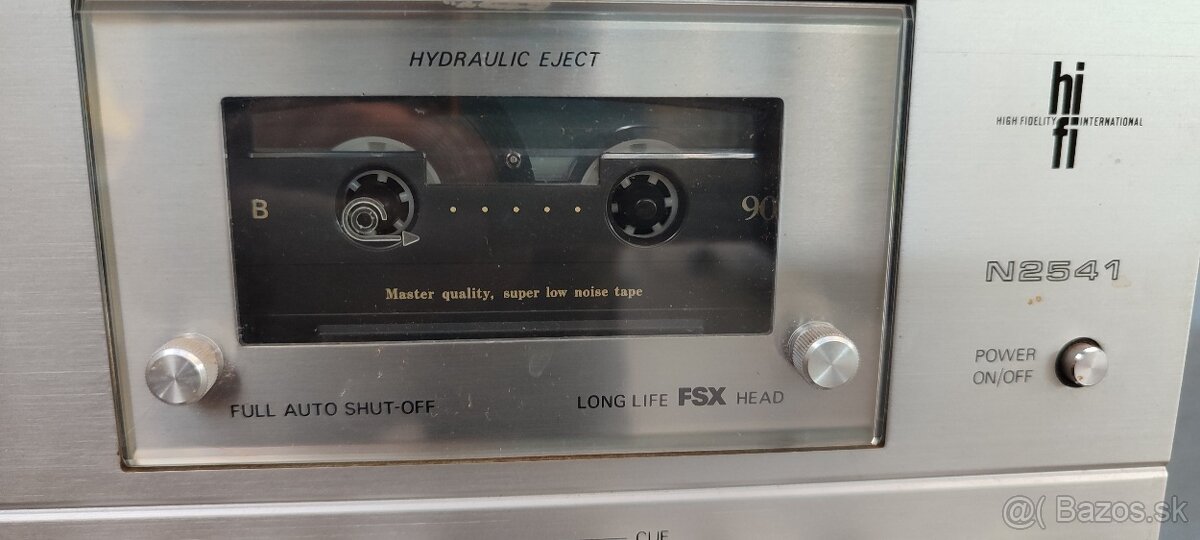 HYDRAULIC EJECT
hi
HIGH FIDELITY INTERNATIONAL
fi
B
90
Master quality, super low noise tape
N2541
POWER
ON/OFF
FULL AUTO SHUT-OFF
LONG LIFE FSX HEAD
CUE
@( Bazos.sk